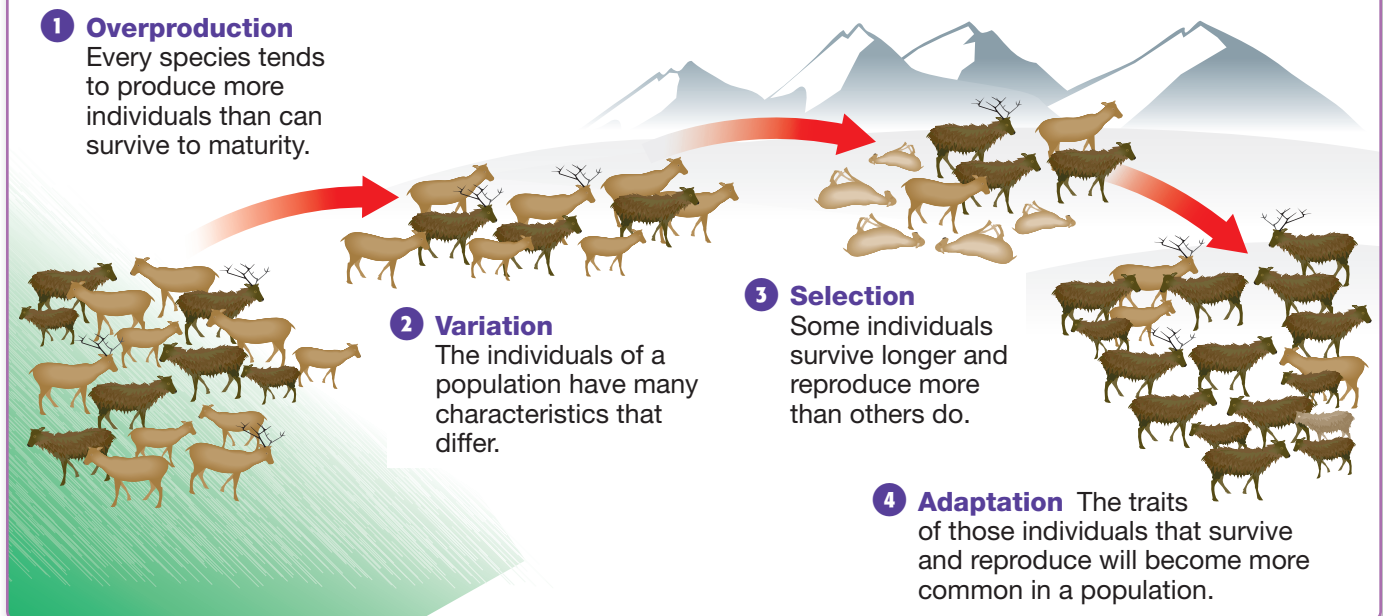 1 Overproduction
Every species tends
to produce more
individuals than can
survive to maturity.
2 Variation
The individuals of a
population have many
characteristics that
differ.
3 Selection
Some individuals
survive longer and
reproduce more
than others do.
4 Adaptation The traits
of those individuals that survive
and reproduce will become more
common in a population.